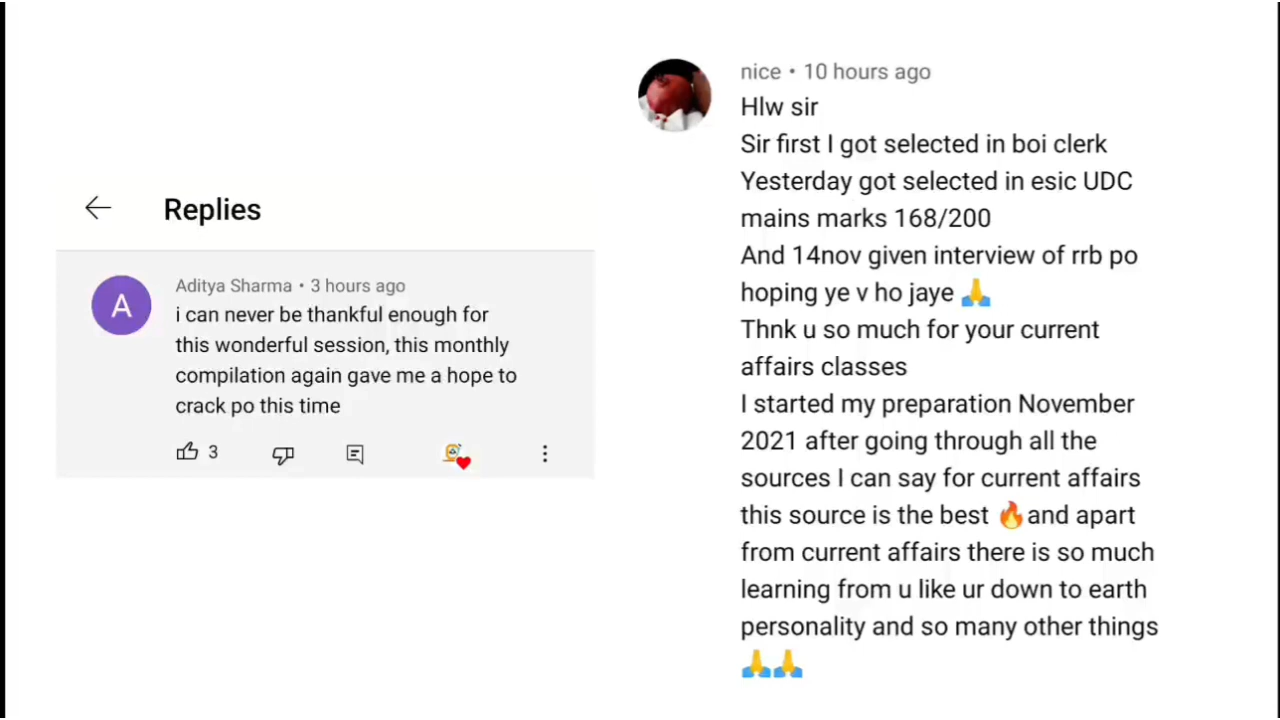 Replies
Aditya Sharma • 3 hours ago
i can never be thankful enough for
this wonderful session, this monthly
compilation again gave me a hope to
crack po this time
3
nice • 10 hours ago
Hlw sir
Sir first I got selected in boi clerk
Yesterday got selected in esic UDC
mains marks 168/200
And 14nov given interview of rrb po
hoping ye v ho jaye 🙏
Thnk u so much for your current
affairs classes
I started my preparation November
2021 after going through all the
sources I can say for current affairs
this source is the best 🔥and apart
from current affairs there is so much
learning from u like ur down to earth
personality and so many other things
🙏🙏